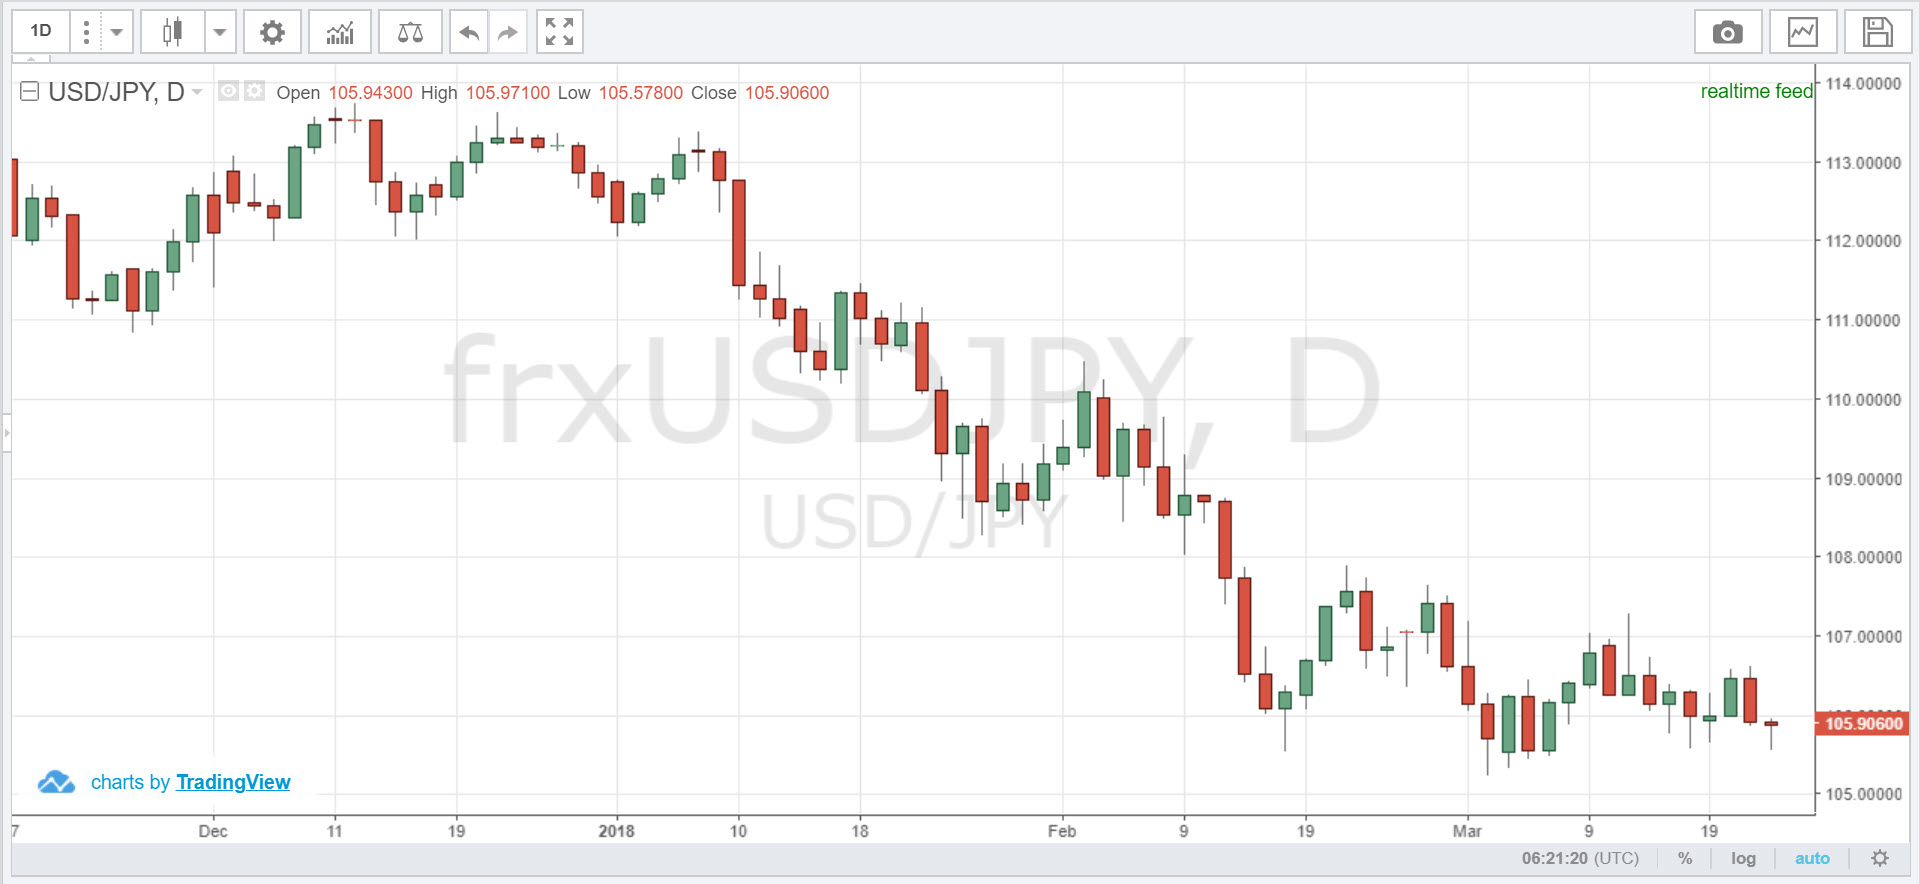 1D
USD/JPY, D Open 105.94300 High 105.97100 Low 105.57800 Close 105.90600
realtime feed
114.00000
113.00000
112.00000
111.00000
110.00000
109.00000
108.00000
107.00000
105.90600
105.00000
frxUSDJPY, D
USD/JPY
charts by TradingView
7 Dec 11 19 2018 10 18 Feb 9 19 Mar 9 19
06:21:20 (UTC) % log auto